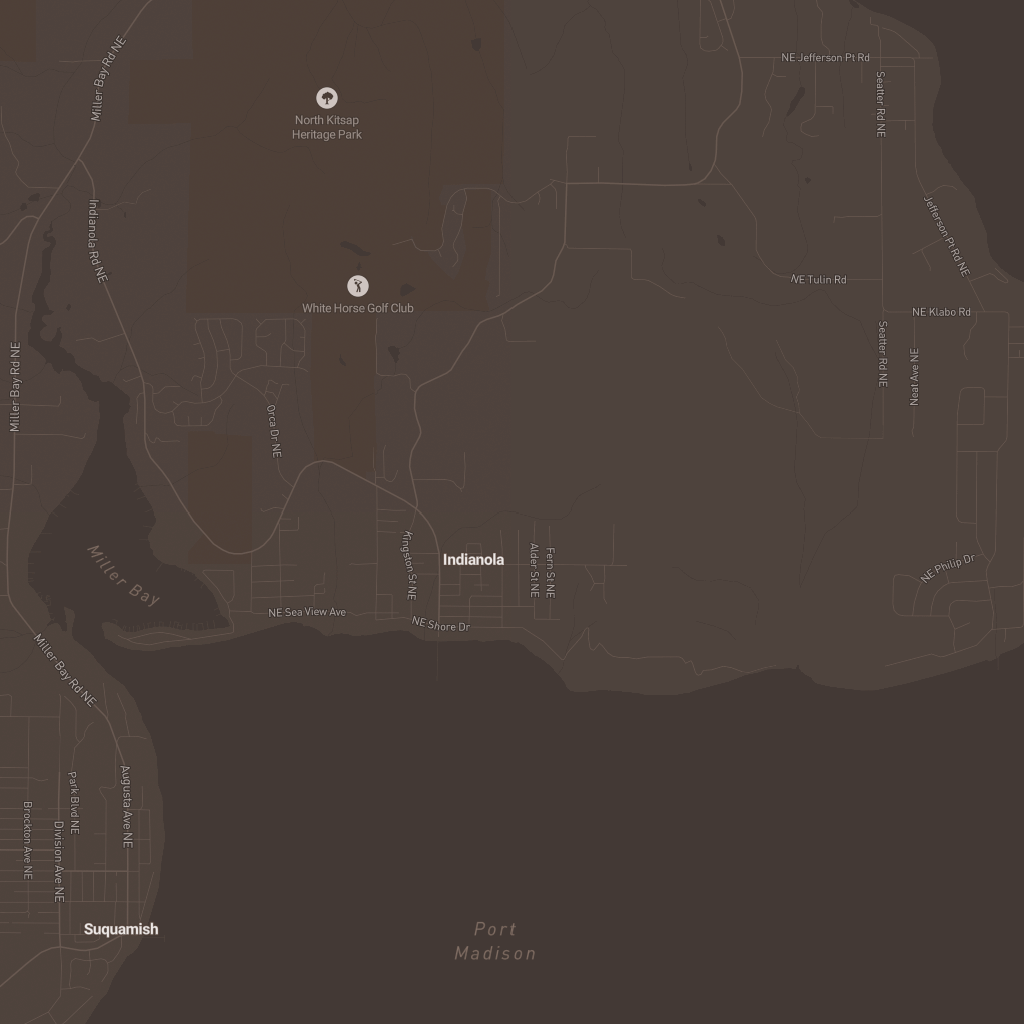 Miller Bay Rd NE
NE Jefferson Pt Rd
Seatter Rd NE
North Kitsap
Heritage Park
Indianola Rd NE
Jefferson Pt Rd NE
NE Tulin Rd
White Horse Golf Club
NE Klabo Rd
Miller Bay Rd NE
Seatter Rd NE
Neat Ave NE
Orca Dr NE
Miller Bay
Kingston St NE
Indianola
Alder St NE
Fern St NE
NE Philip Dr
NE Sea View Ave
NE Shore Dr
Miller Bay Rd NE
Park Blvd NE
Augusta Ave NE
Brockton Ave NE
Division Ave NE
Suquamish
Port
Madison